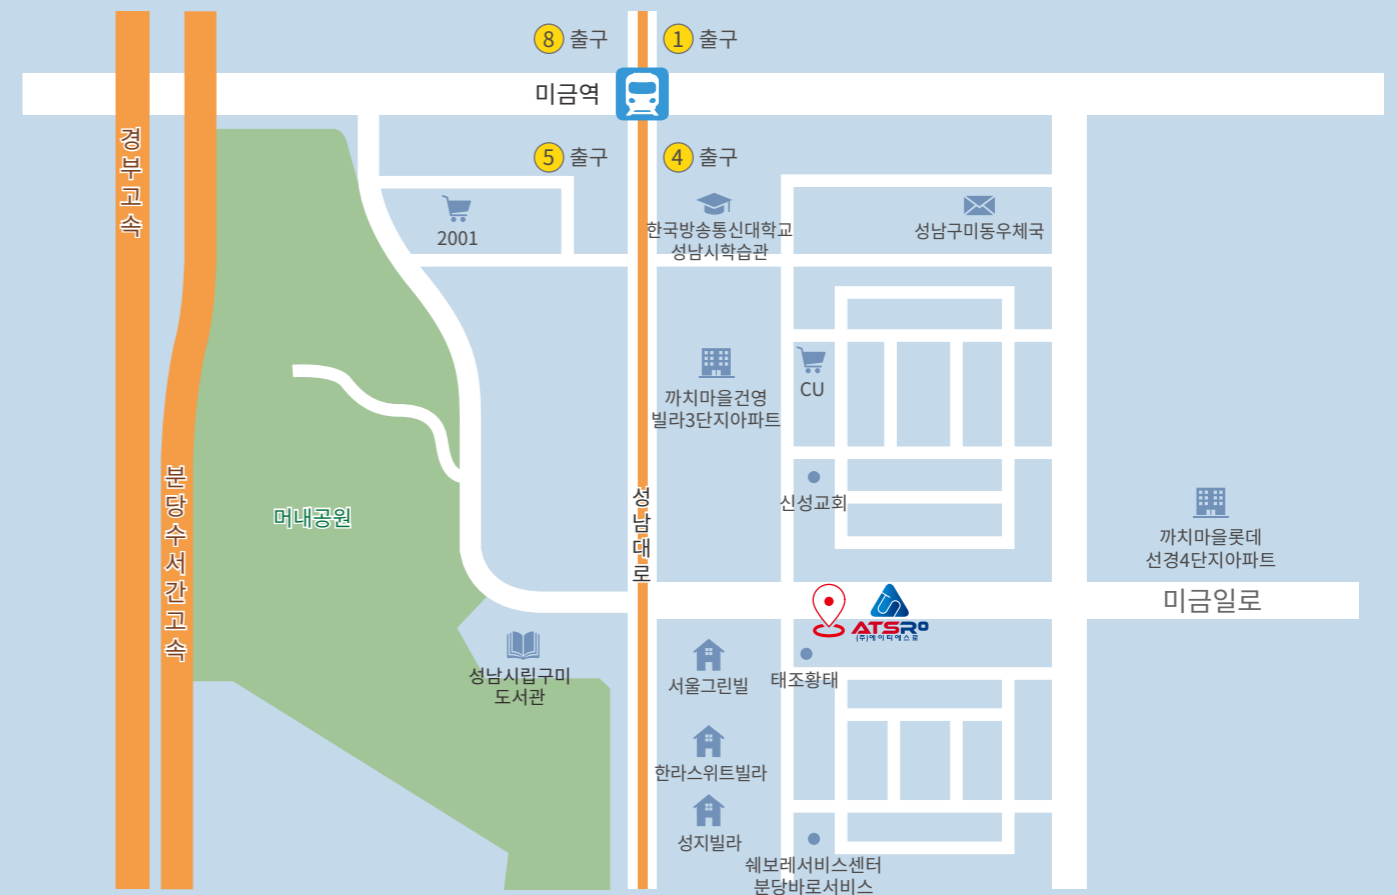 8 출구
1 출구
미금역
5 출구
4 출구
경부고속
2001
한국방송통신대학교
성남시학습관
성남구미동우체국
까치마을건영
빌라3단지아파트
CU
분당수서간고속
머내공원
성남대로
신성교회
까치마을롯데
선경4단지아파트
미금일로
ATSRO
(주)에이티에스로
성남시립구미
도서관
서울그린빌
태조황태
한라스위트빌라
성지빌라
쉐보레서비스센터
분당바로서비스